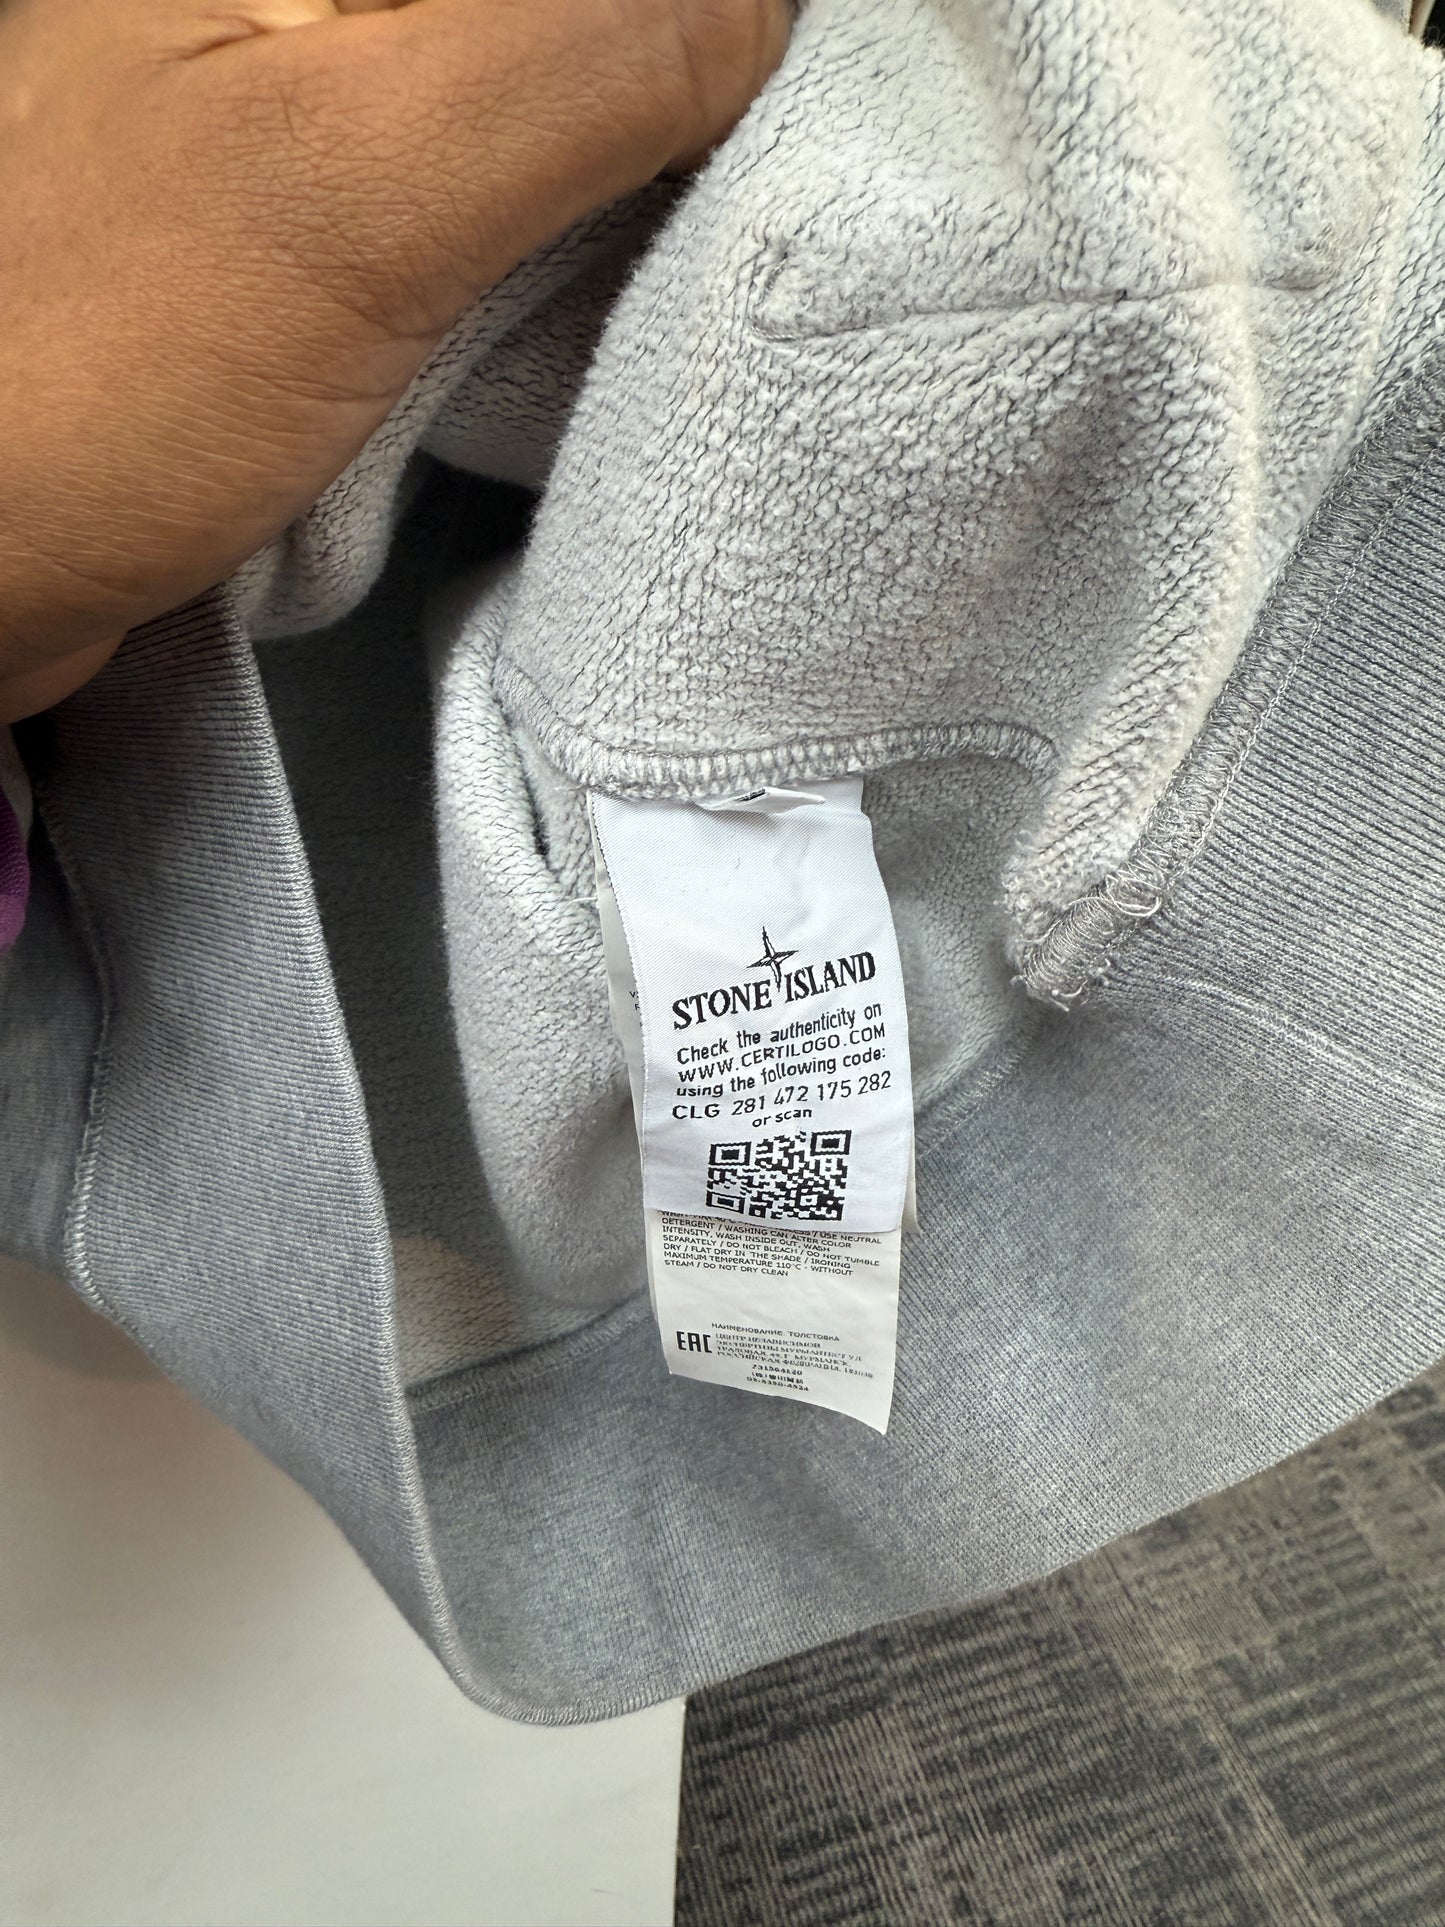 STONE ISLAND
Check the authenticity on
WWW.CERTILOGO.COM
using the following code:
CLG 281 472 175 282
or scan
DETERGENT / WASHING CAN ALTER COLOR
INTENSITY, WASH INSIDE OUT, WASH
SEPARATELY / DO NOT BLEACH / DO NOT TUMBLE
DRY / FLAT DRY IN THE SHADE / IRONING
MAXIMUM TEMPERATURE 110°C - WITHOUT
STEAM / DO NOT DRY CLEAN
НАИМЕНОВАНИЕ: ТОЛСТОВКА
EAC